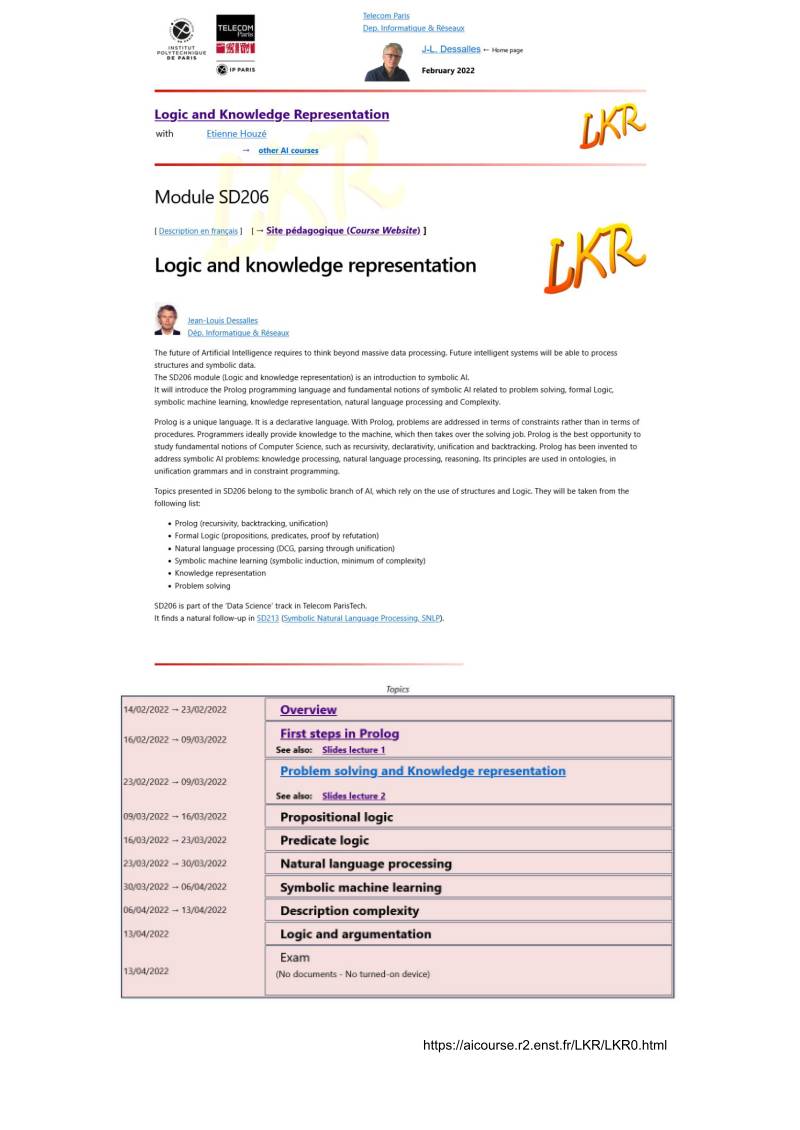 INSTITUT
POLYTECHNIQUE
DE PARIS
TELECOM
Paris
IP PARIS
Telecom Paris
Dep. Informatique & Réseaux
J-L. Dessalles ← Home page
February 2022
Logic and Knowledge Representation
with Etienne Houzé
→ other AI courses
LKR
LKR
Module SD206
[ Description en français ] [ → Site pédagogique (Course Website) ]
Logic and knowledge representation
LKR
Jean-Louis Dessalles
Dép. Informatique & Réseaux
The future of Artificial Intelligence requires to think beyond massive data processing. Future intelligent systems will be able to process
structures and symbolic data.
The SD206 module (Logic and knowledge representation) is an introduction to symbolic AI.
It will introduce the Prolog programming language and fundamental notions of symbolic AI related to problem solving, formal Logic,
symbolic machine learning, knowledge representation, natural language processing and Complexity.
Prolog is a unique language. It is a declarative language. With Prolog, problems are addressed in terms of constraints rather than in terms of
procedures. Programmers ideally provide knowledge to the machine, which then takes over the solving job. Prolog is the best opportunity to
study fundamental notions of Computer Science, such as recursivity, declarativity, unification and backtracking. Prolog has been invented to
address symbolic AI problems: knowledge processing, natural language processing, reasoning. Its principles are used in ontologies, in
unification grammars and in constraint programming.
Topics presented in SD206 belong to the symbolic branch of AI, which rely on the use of structures and Logic. They will be taken from the
following list:
• Prolog (recursivity, backtracking, unification)
• Formal Logic (propositions, predicates, proof by refutation)
• Natural language processing (DCG, parsing through unification)
• Symbolic machine learning (symbolic induction, minimum of complexity)
• Knowledge representation
• Problem solving
SD206 is part of the 'Data Science' track in Telecom ParisTech.
It finds a natural follow-up in SD213 (Symbolic Natural Language Processing, SNLP).
Topics
14/02/2022 → 23/02/2022 Overview
16/02/2022 → 09/03/2022 First steps in Prolog
See also: Slides lecture 1
23/02/2022 → 09/03/2022 Problem solving and Knowledge representation
See also: Slides lecture 2
09/03/2022 → 16/03/2022 Propositional logic
16/03/2022 → 23/03/2022 Predicate logic
23/03/2022 → 30/03/2022 Natural language processing
30/03/2022 → 06/04/2022 Symbolic machine learning
06/04/2022 → 13/04/2022 Description complexity
13/04/2022 Logic and argumentation
13/04/2022 Exam
(No documents - No turned-on device)
https://aicourse.r2.enst.fr/LKR/LKR0.html